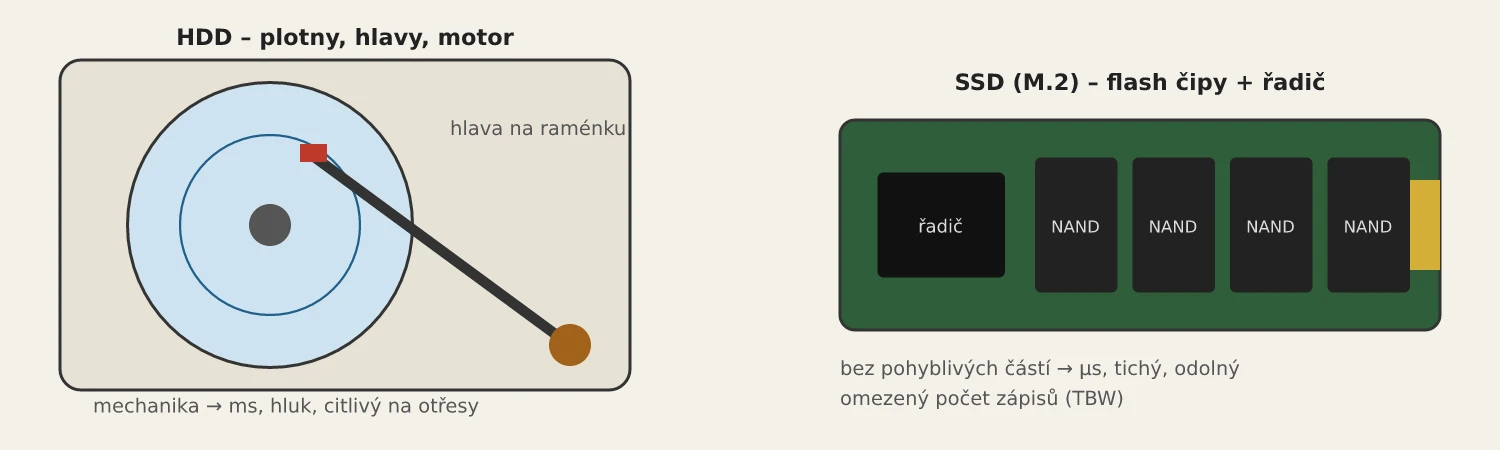 HDD – plotny, hlavy, motor
hlava na raménku
mechanika → ms, hluk, citlivý na otřesy
SSD (M.2) – flash čipy + řadič
řadič
NAND
NAND
NAND
NAND
bez pohyblivých částí → µs, tichý, odolný
omezený počet zápisů (TBW)